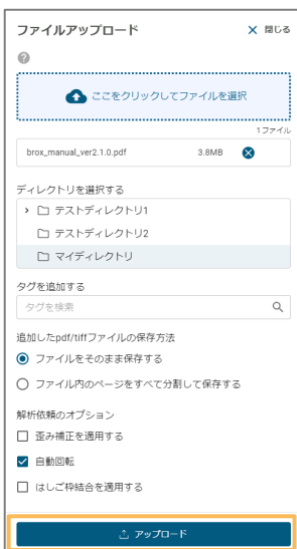 ファイルアップロード
× 閉じる
?
ここをクリックしてファイルを選択
1ファイル
brox_manual_ver2.1.0.pdf 3.8MB
ディレクトリを選択する
テストディレクトリ1
テストディレクトリ2
マイディレクトリ
タグを追加する
タグを検索
追加したpdf/tiffファイルの保存方法
ファイルをそのまま保存する
ファイル内のページをすべて分割して保存する
解析依頼のオプション
歪み補正を適用する
自動回転
はしご枠結合を適用する
アップロード